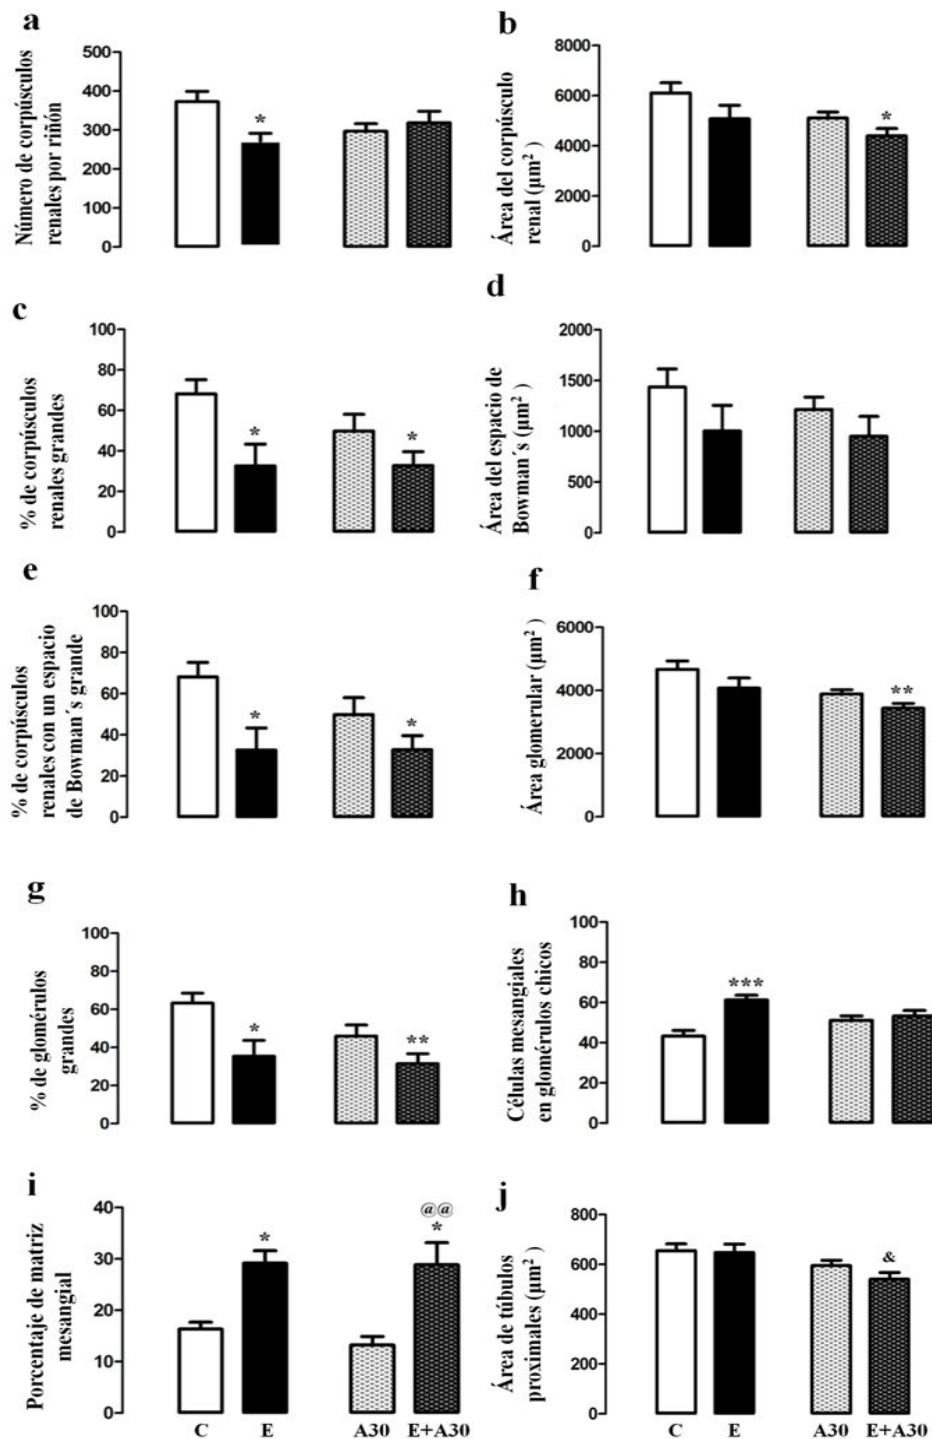 a
Número de corpúsculos
renales por riñón
500
400
300
200
100
0
*
b
Área del corpúsculo
renal (µm² )
8000
6000
4000
2000
0
*
c
% de corpúsculos
renales grandes
100
80
60
40
20
0
*
*
d
Área del espacio de
Bowman´s (µm² )
2000
1500
1000
500
0
e
% de corpúsculos
renales con un espacio
de Bowman´s grande
100
80
60
40
20
0
*
*
f
Área glomerular (µm² )
6000
4000
2000
0
**
g
% de glomérulos
grandes
100
80
60
40
20
0
*
**
h
Células mesangiales
en glomérulos chicos
100
80
60
40
20
0
***
i
Porcentaje de matriz
mesangial
40
30
20
10
0
*
@@
*
C E A30 E+A30
j
Área de túbulos
proximales (µm² )
800
600
400
200
0
&
C E A30 E+A30